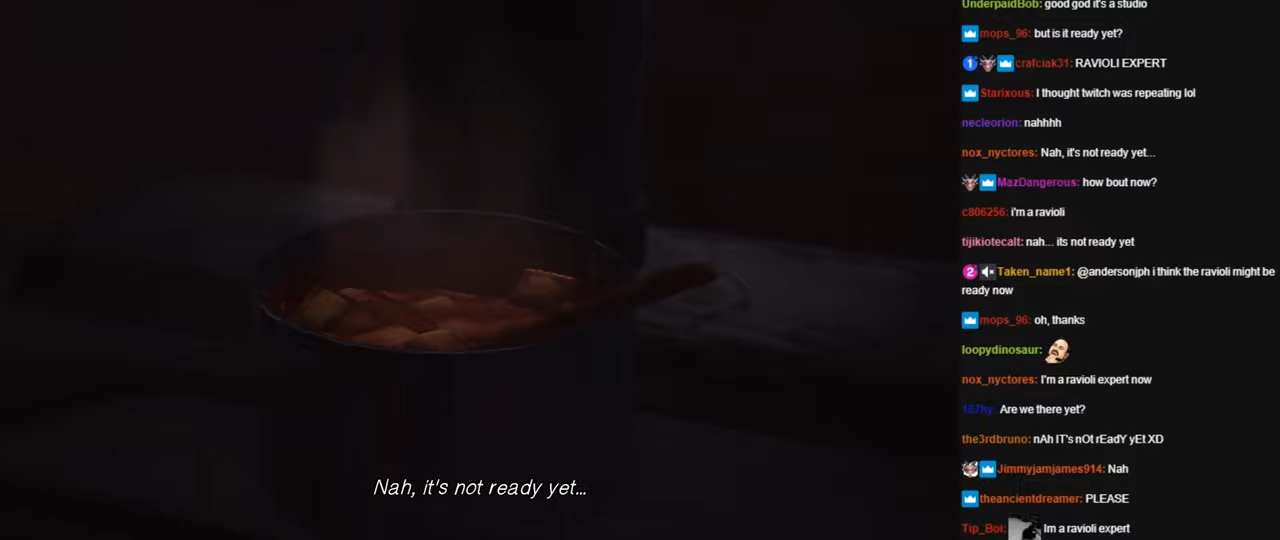 UnderpaidBob: good god it's a studio
mops_96: but is it ready yet?
1 crafciak31: RAVIOLI EXPERT
Starixous: I thought twitch was repeating lol
necleorion: nahhhh
nox_nyctores: Nah, it's not ready yet...
MazDangerous: how bout now?
c806256: i'm a ravioli
tijikiotecalt: nah... its not ready yet
2 Taken_name1: @andersonjph i think the ravioli might be
ready now
mops_96: oh, thanks
loopydinosaur:
nox_nyctores: I'm a ravioli expert now
167hy: Are we there yet?
the3rdbruno: nAh IT's nOt rEadY yEt XD
Jimmyjamjames914: Nah
theancientdreamer: PLEASE
Tip_Boi: Im a ravioli expert
Nah, it's not ready yet...